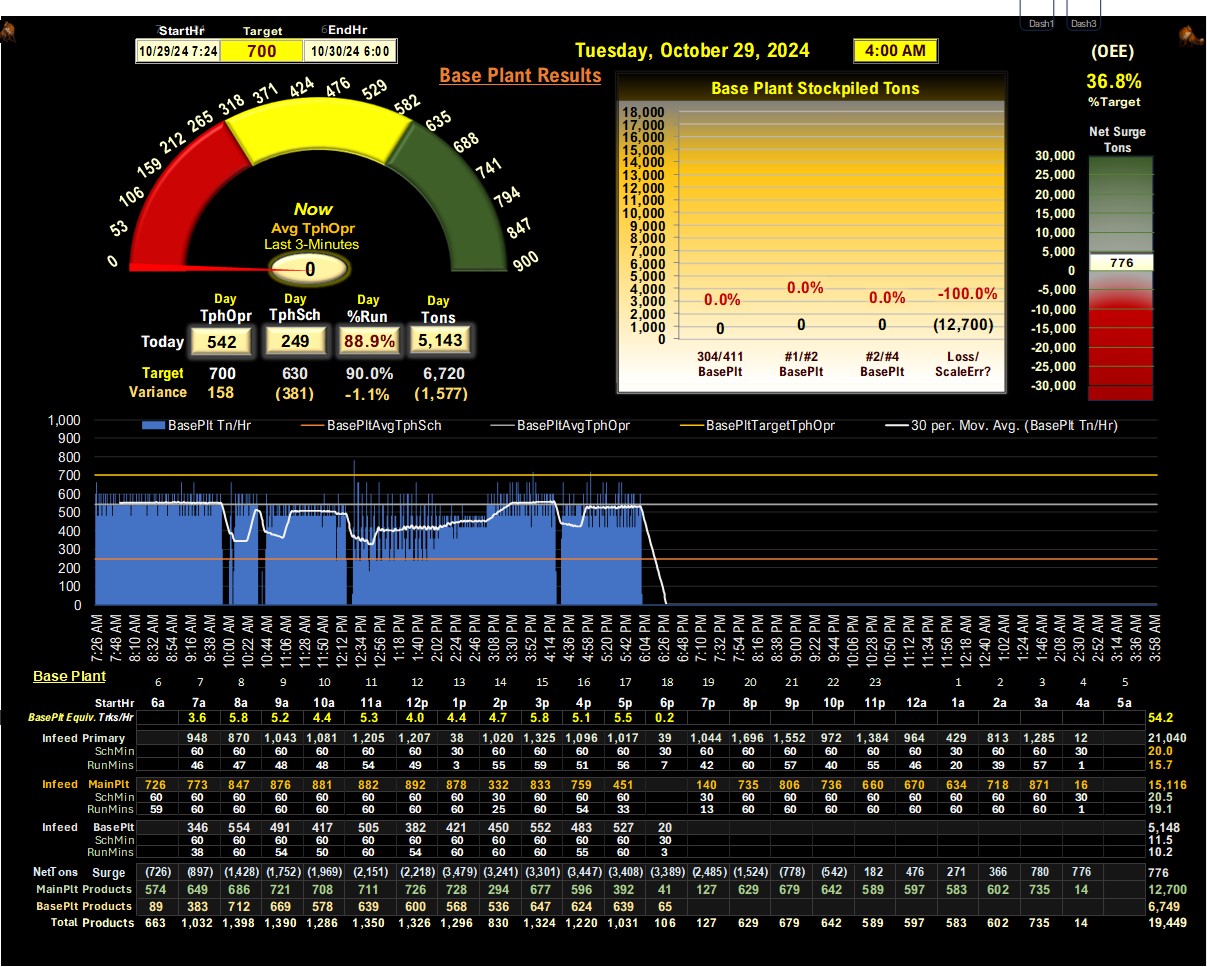 Dash1 Dash3
StartHr Target EndHr
10/29/24 7:24 700 10/30/24 6:00
Tuesday, October 29, 2024 4:00 AM
(OEE)
36.8%
%Target
Base Plant Results
Base Plant Stockpiled Tons
18,000
17,000
16,000
15,000
14,000
13,000
12,000
11,000
10,000
9,000
8,000
7,000
6,000
5,000
4,000
3,000
2,000
1,000
0
0.0% 0.0% 0.0% -100.0%
0 0 0 (12,700)
304/411 #1/#2 #2/#4 Loss/
BasePlt BasePlt BasePlt ScaleErr?
Net Surge
Tons
30,000
25,000
20,000
15,000
10,000
5,000
776
0
-5,000
-10,000
-15,000
-20,000
-25,000
-30,000
0 53 106 159 212 265 318 371 424 476 529 582 635 688 741 794 847 900
Now
Avg TphOpr
Last 3-Minutes
0
Day Day Day Day
TphOpr TphSch %Run Tons
Today 542 249 88.9% 5,143
Target 700 630 90.0% 6,720
Variance 158 (381) -1.1% (1,577)
BasePlt Tn/Hr BasePltAvgTphSch BasePltAvgTphOpr BasePltTargetTphOpr 30 per. Mov. Avg. (BasePlt Tn/Hr)
1,000
900
800
700
600
500
400
300
200
100
0
7:26 AM 7:48 AM 8:10 AM 8:32 AM 8:54 AM 9:16 AM 9:38 AM 10:00 AM 10:22 AM 10:44 AM 11:06 AM 11:28 AM 11:50 AM 12:12 PM 12:34 PM 12:56 PM 1:18 PM 1:40 PM 2:02 PM 2:24 PM 2:46 PM 3:08 PM 3:30 PM 3:52 PM 4:14 PM 4:36 PM 4:58 PM 5:20 PM 5:42 PM 6:04 PM 6:26 PM 6:48 PM 7:10 PM 7:32 PM 7:54 PM 8:16 PM 8:38 PM 9:00 PM 9:22 PM 9:44 PM 10:06 PM 10:28 PM 10:50 PM 11:12 PM 11:34 PM 11:56 PM 12:18 AM 12:40 AM 1:02 AM 1:24 AM 1:46 AM 2:08 AM 2:30 AM 2:52 AM 3:14 AM 3:36 AM 3:58 AM
Base Plant 6 7 8 9 10 11 12 13 14 15 16 17 18 19 20 21 22 23 1 2 3 4 5
StartHr 6a 7a 8a 9a 10a 11a 12p 1p 2p 3p 4p 5p 6p 7p 8p 9p 10p 11p 12a 1a 2a 3a 4a 5a
BasePlt Equiv. Trks/Hr 3.6 5.8 5.2 4.4 5.3 4.0 4.4 4.7 5.8 5.1 5.5 0.2 54.2
Infeed Primary 948 870 1,043 1,081 1,205 1,207 38 1,020 1,325 1,096 1,017 39 1,044 1,696 1,552 972 1,384 964 429 813 1,285 12 21,040
SchMin 60 60 60 60 60 60 30 60 60 60 60 30 60 60 60 60 60 60 30 60 60 30 20.0
RunMins 46 47 48 48 54 49 3 55 59 51 56 7 42 60 57 40 55 46 20 39 57 1 15.7
Infeed MainPlt 726 773 847 876 881 882 892 878 332 833 759 451 140 735 806 736 660 670 634 718 871 16 15,116
SchMin 60 60 60 60 60 60 60 60 30 60 60 60 30 60 60 60 60 60 60 60 60 30 20.5
RunMins 59 60 60 60 60 60 60 60 25 60 54 33 13 60 60 60 60 60 60 60 60 1 19.1
Infeed BasePlt 346 554 491 417 505 382 421 450 552 483 527 20 5,148
SchMin 60 60 60 60 60 60 60 60 60 60 60 30 11.5
RunMins 38 60 54 50 60 54 60 60 60 55 60 3 10.2
NetTons Surge (726) (897) (1,428) (1,752) (1,969) (2,151) (2,218) (3,479) (3,241) (3,301) (3,447) (3,408) (3,389) (2,485) (1,524) (778) (542) 182 476 271 366 780 776 776
MainPlt Products 574 649 686 721 708 711 726 728 294 677 596 392 41 127 629 679 642 589 597 583 602 735 14 12,700
BasePlt Products 89 383 712 669 578 639 600 568 536 647 624 639 65 6,749
Total Products 663 1,032 1,398 1,390 1,286 1,350 1,326 1,296 830 1,324 1,220 1,031 106 127 629 679 642 589 597 583 602 735 14 19,449